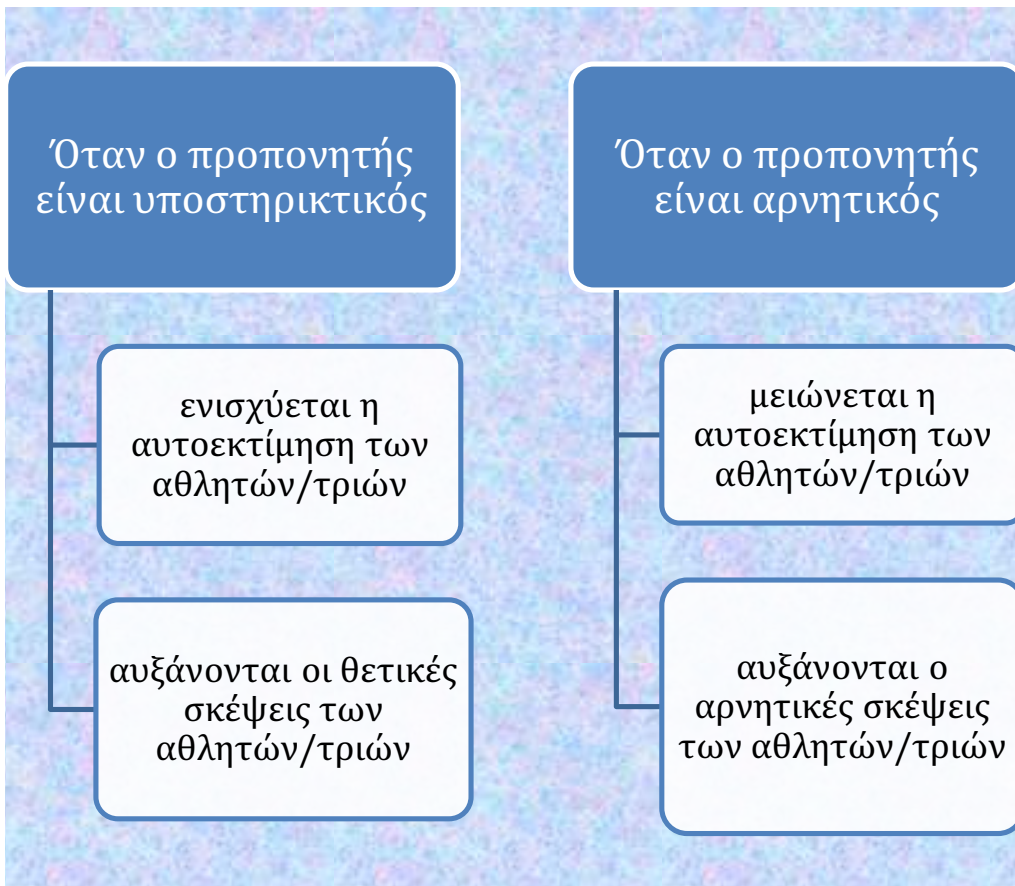 Όταν ο προπονητής
είναι υποστηρικτικός
ενισχύεται η
αυτοεκτίμηση των
αθλητών/τριών
αυξάνονται οι θετικές
σκέψεις των
αθλητών/τριών
Όταν ο προπονητής
είναι αρνητικός
μειώνεται η
αυτοεκτίμηση των
αθλητών/τριών
αυξάνονται ο
αρνητικές σκέψεις
των αθλητών/τριών